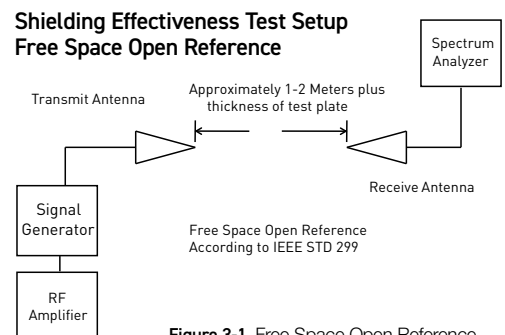 Shielding Effectiveness Test Setup
Free Space Open Reference
Spectrum
Analyzer
Transmit Antenna
Approximately 1-2 Meters plus
thickness of test plate
Receive Antenna
Signal
Generator
Free Space Open Reference
According to IEEE STD 299
RF
Amplifier
Figure 3-1. Free Space Open Reference